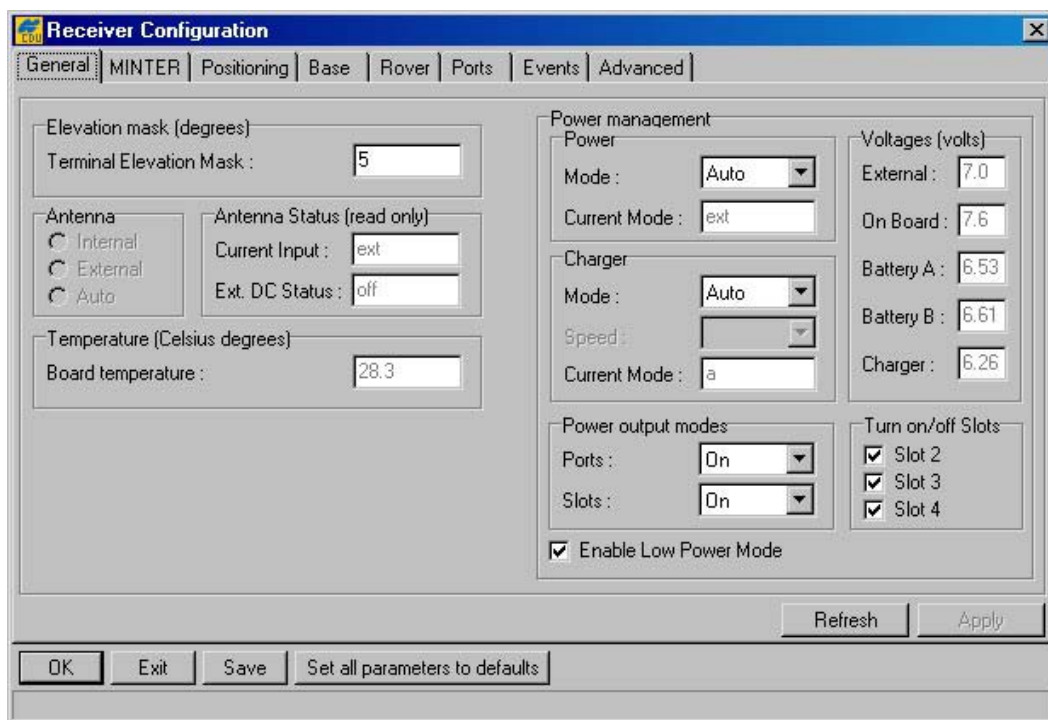 CDU Receiver Configuration
General MINTER Positioning Base Rover Ports Events Advanced
Elevation mask (degrees)
Terminal Elevation Mask : 5
Antenna
Internal
External
Auto
Antenna Status (read only)
Current Input : ext
Ext. DC Status : off
Temperature (Celsius degrees)
Board temperature : 28.3
Power management
Power
Mode : Auto
Current Mode : ext
Charger
Mode : Auto
Speed :
Current Mode : a
Voltages (volts)
External : 7.0
On Board : 7.6
Battery A : 6.53
Battery B : 6.61
Charger : 6.26
Power output modes
Ports : On
Slots : On
Turn on/off Slots
Slot 2
Slot 3
Slot 4
Enable Low Power Mode
Refresh Apply
OK Exit Save Set all parameters to defaults